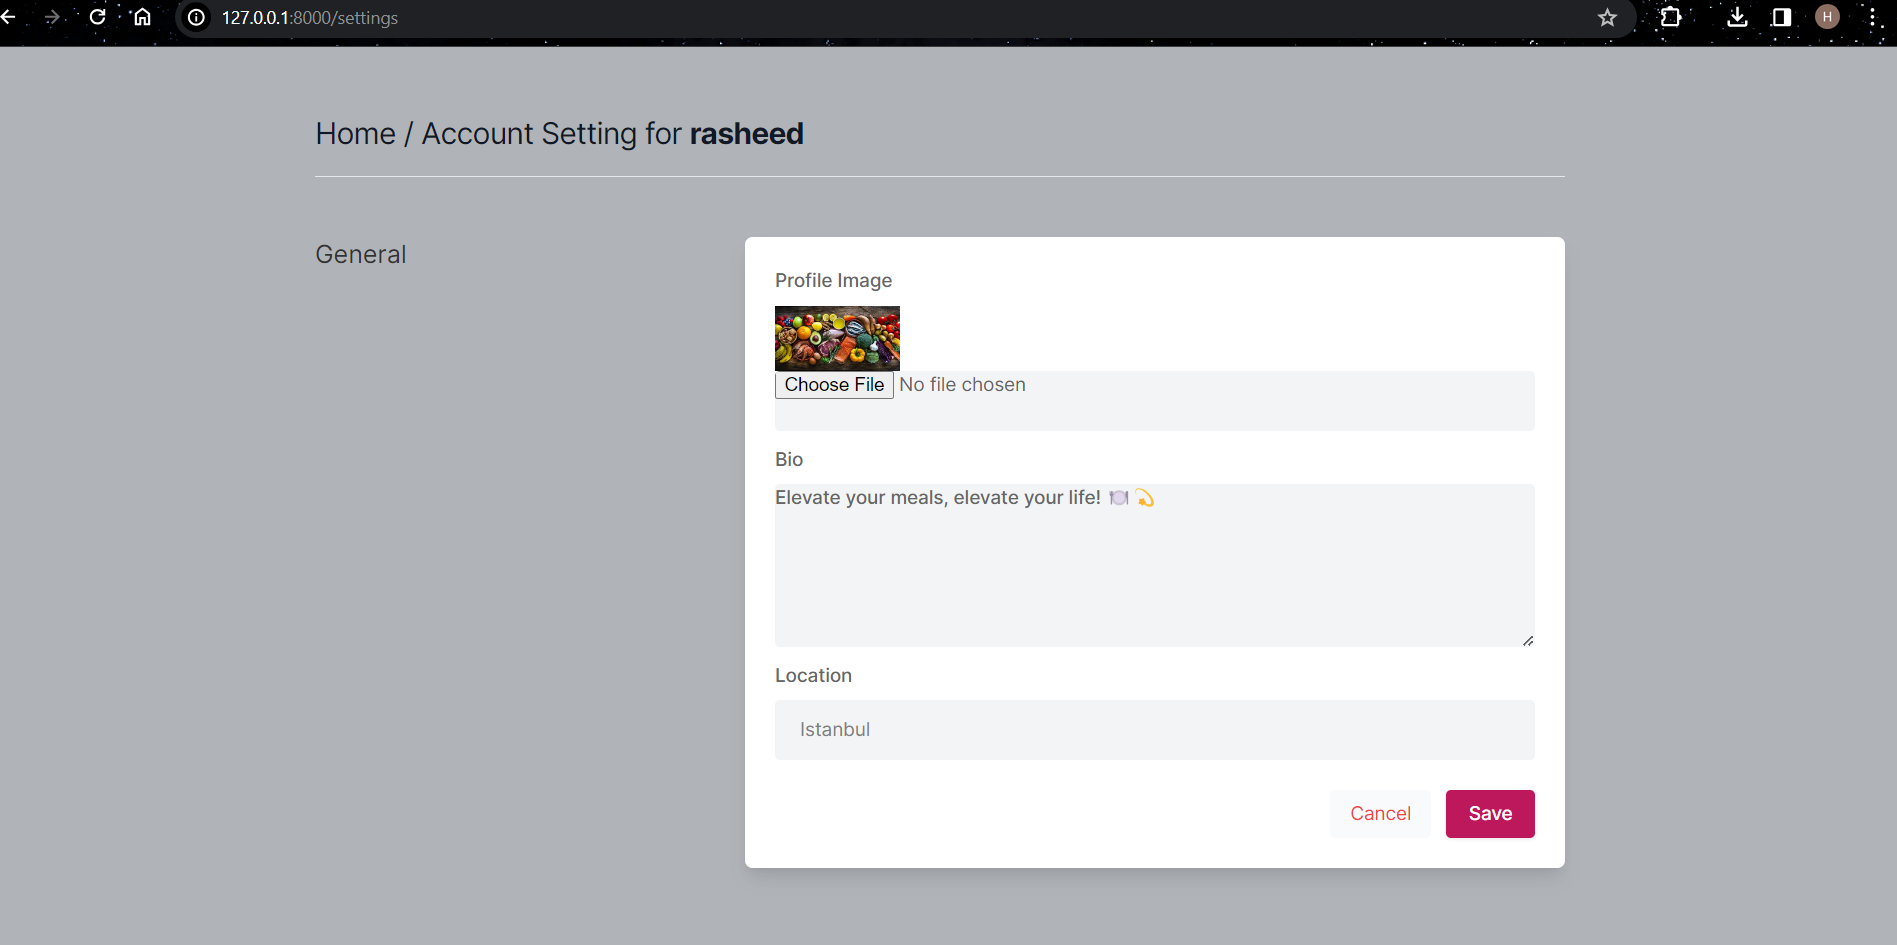 127.0.0.1:8000/settings
H
Home / Account Setting for rasheed
General
Profile Image
Choose File No file chosen
Bio
Elevate your meals, elevate your life! 🍽️ 💫
Location
Istanbul
Cancel
Save